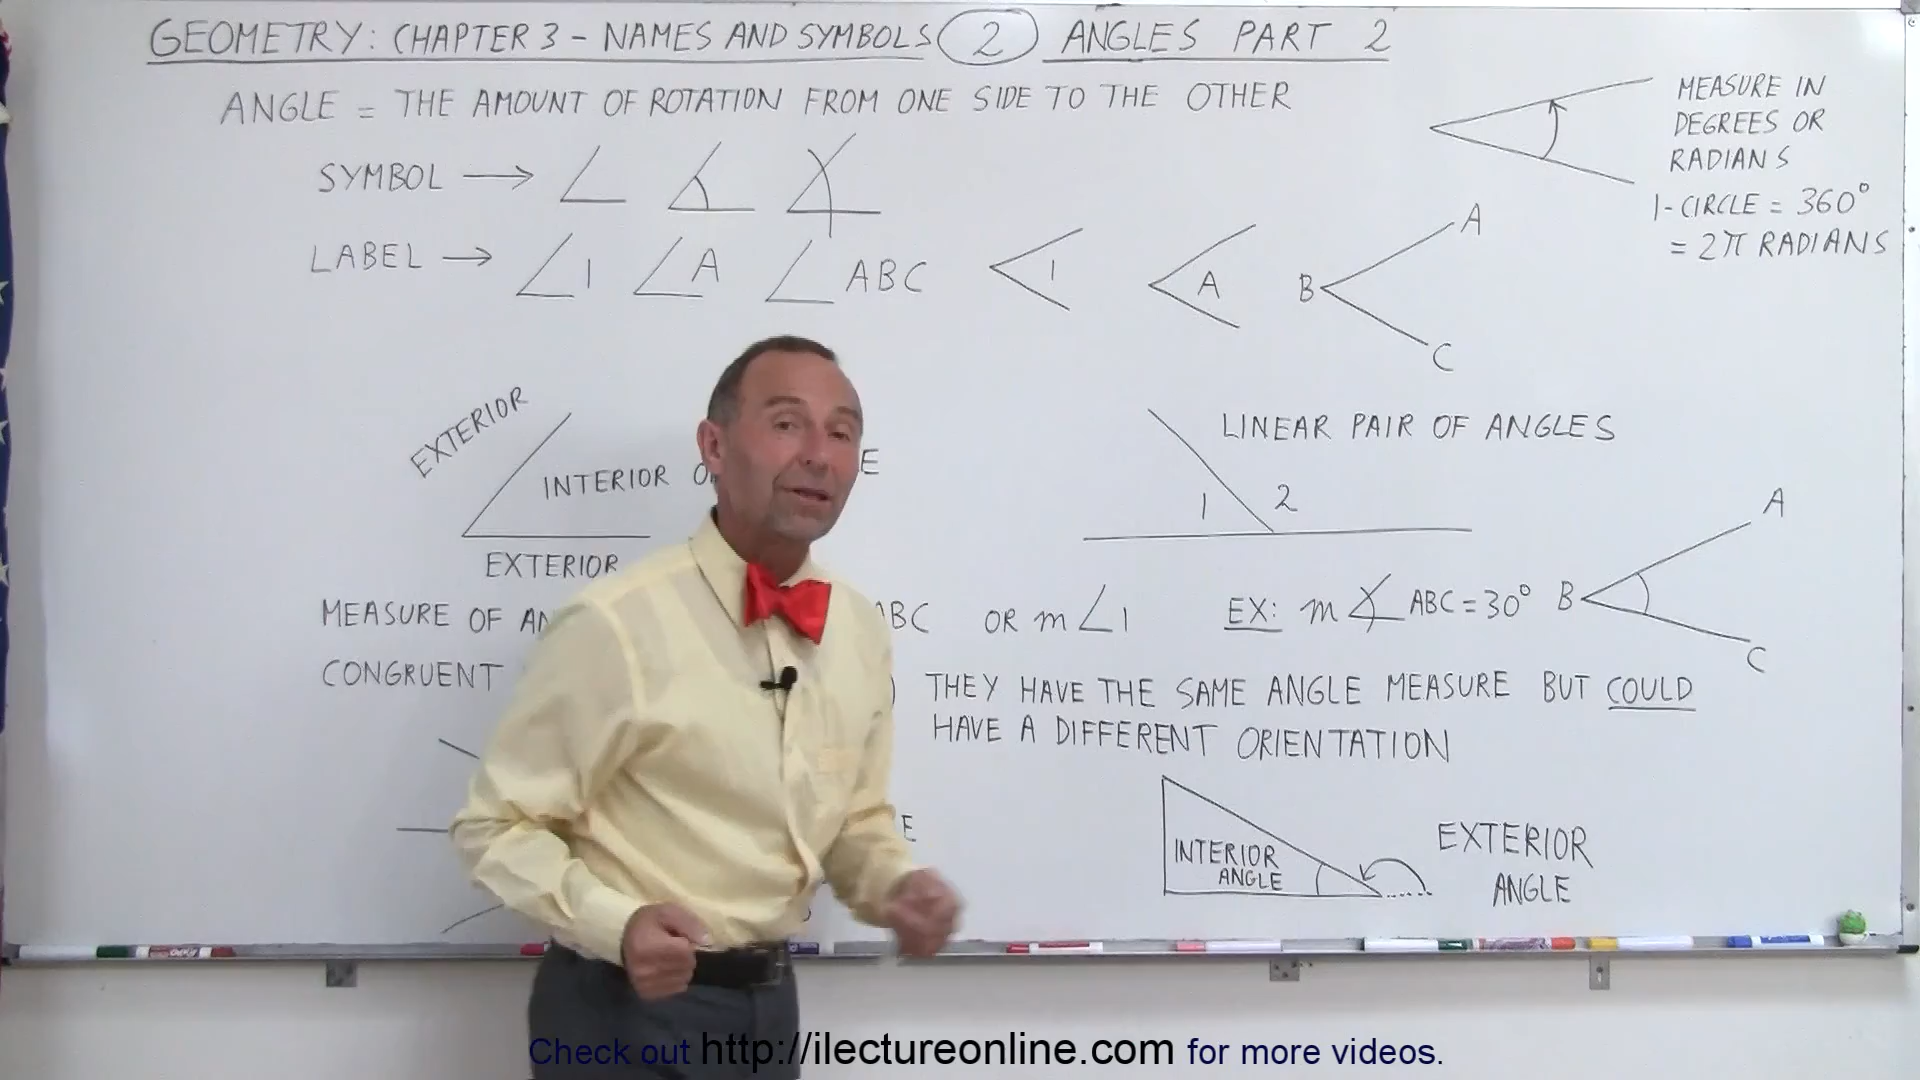 GEOMETRY: CHAPTER 3 - NAMES AND SYMBOLS 2 ANGLES PART 2
ANGLE = THE AMOUNT OF ROTATION FROM ONE SIDE TO THE OTHER
MEASURE IN
DEGREES OR
RADIANS
1-CIRCLE = 360°
= 2π RADIANS
SYMBOL → ∠ ∡ ∡
LABEL → ∠1 ∠A ∠ABC
1
A
A
B
C
EXTERIOR
INTERIOR
EXTERIOR
LINEAR PAIR OF ANGLES
1 2
MEASURE OF
BC OR m∠1
EX: m∡ABC = 30°
A
B
C
CONGRUENT
THEY HAVE THE SAME ANGLE MEASURE BUT COULD
HAVE A DIFFERENT ORIENTATION
INTERIOR
ANGLE
EXTERIOR
ANGLE
Check out http://ilectureonline.com for more videos.